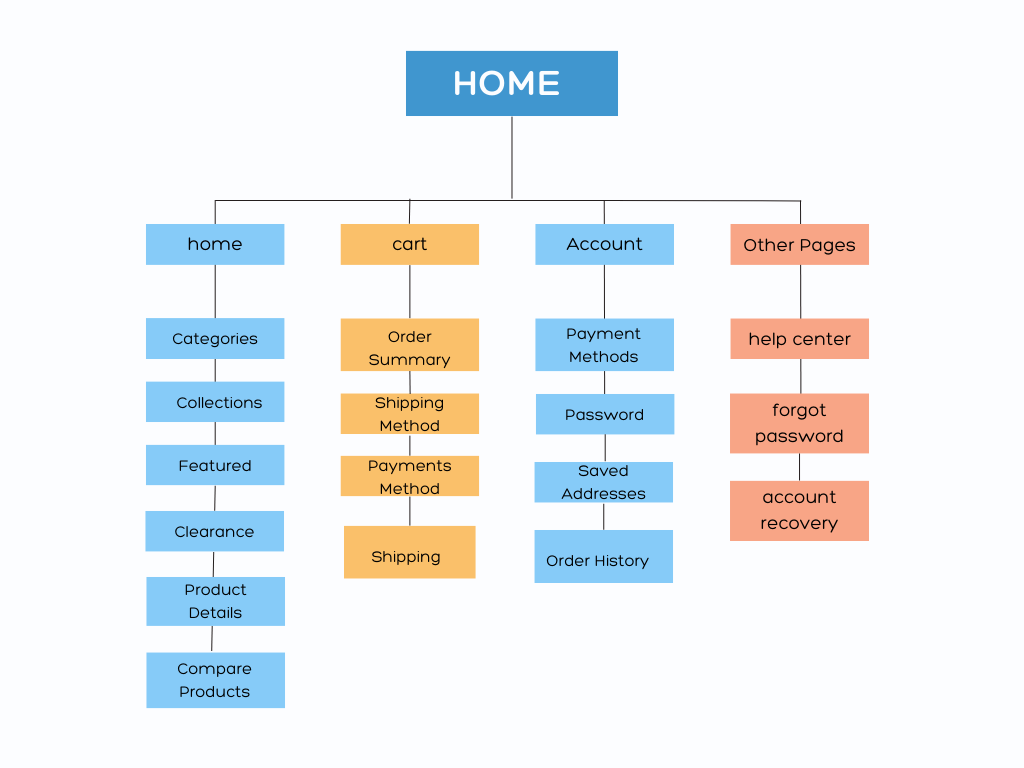 HOME
home
Categories
Collections
Featured
Clearance
Product
Details
Compare
Products
cart
Order
Summary
Shipping
Method
Payments
Method
Shipping
Account
Payment
Methods
Password
Saved
Addresses
Order History
Other Pages
help center
forgot
password
account
recovery